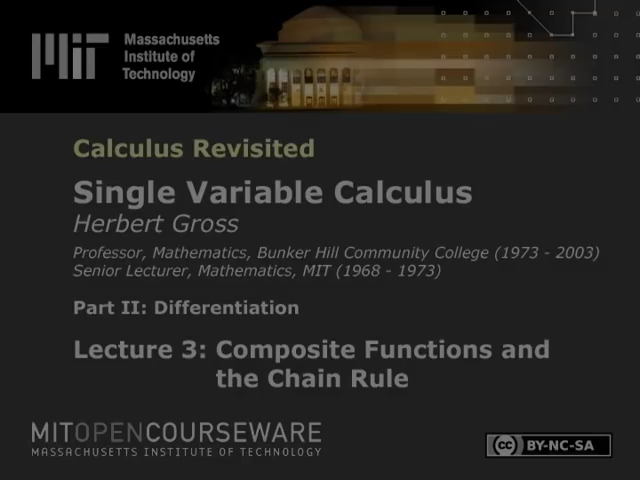 MIT
Massachusetts
Institute of
Technology
Calculus Revisited
Single Variable Calculus
Herbert Gross
Professor, Mathematics, Bunker Hill Community College (1973 - 2003)
Senior Lecturer, Mathematics, MIT (1968 - 1973)
Part II: Differentiation
Lecture 3: Composite Functions and
the Chain Rule
MITOPENCOURSEWARE
MASSACHUSETTS INSTITUTE OF TECHNOLOGY
cc BY-NC-SA